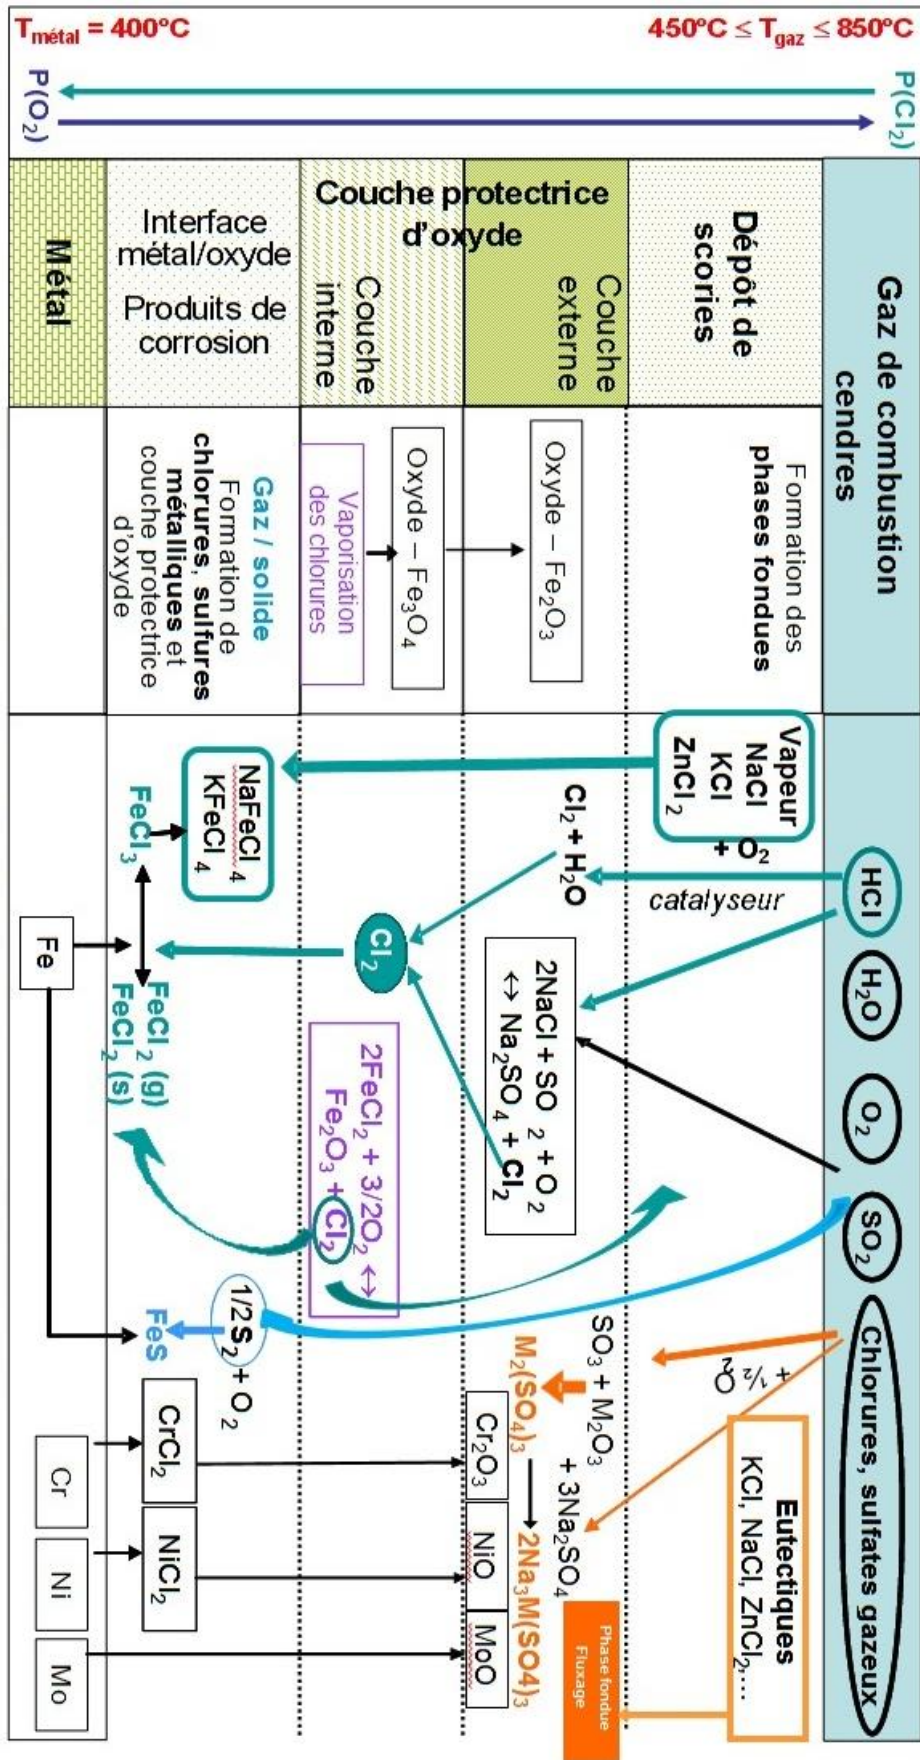 450°C ≤ T_gaz ≤ 850°C
P(Cl₂)
Gaz de combustion
cendres
HCl
H₂O
O₂
SO₂
Chlorures, sulfates gazeux
Dépôt de
scories
Formation des
phases fondues
Vapeur
NaCl
KCl
ZnCl₂
+ O₂
catalyseur
+ ½ O₂
Eutectiques
KCl, NaCl, ZnCl₂,...
Couche protectrice
d'oxyde
Couche
externe
Oxyde – Fe₂O₃
Cl₂ + H₂O
2NaCl + SO₂ + O₂
↔ Na₂SO₄ + Cl₂
SO₃ + M₂O₃
+ 3Na₂SO₄
M₂(SO₄)₃
2Na₃M(SO4)₃
Phase fondue
Fluxage
Cr₂O₃
NiO
MoO
Couche
interne
Oxyde – Fe₃O₄
Vaporisation
des chlorures
Cl₂
2FeCl₂ + 3/2O₂ ↔
Fe₂O₃ + Cl₂
Interface
métal/oxyde
Produits de
corrosion
Gaz / solide
Formation de
chlorures, sulfures
métalliques et
couche protectrice
d'oxyde
NaFeCl₄
KFeCl₄
FeCl₃
FeCl₂ (g)
FeCl₂ (s)
1/2S₂ + O₂
FeS
CrCl₂
NiCl₂
T_métal = 400°C
P(O₂)
Métal
Fe
Cr
Ni
Mo